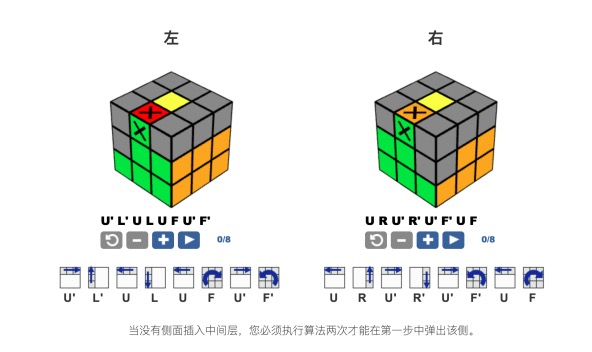 左 右
U' L' U L U F U' F' U R U' R' U' F' U F
0/8 0/8
U' L' U L U F U' F' U R U' R' U' F' U F
当没有侧面插入中间层，您必须执行算法两次才能在第一步中弹出该侧。